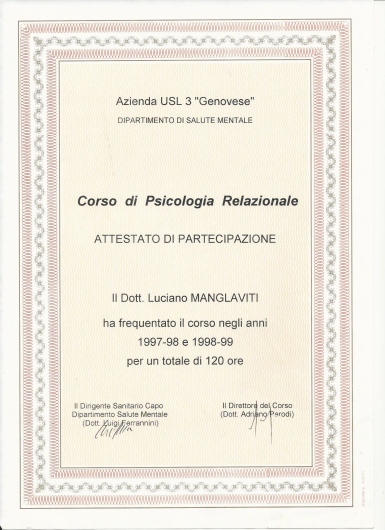 Azienda USL 3 "Genovese"
DIPARTIMENTO DI SALUTE MENTALE
Corso di Psicologia Relazionale
ATTESTATO DI PARTECIPAZIONE
Il Dott. Luciano MANGLAVITI
ha frequentato il corso negli anni
1997-98 e 1998-99
per un totale di 120 ore
Il Dirigente Sanitario Capo
Dipartimento Salute Mentale
(Dott. Luigi Ferrannini)
Il Direttore del Corso
(Dott. Adriano Perodi)